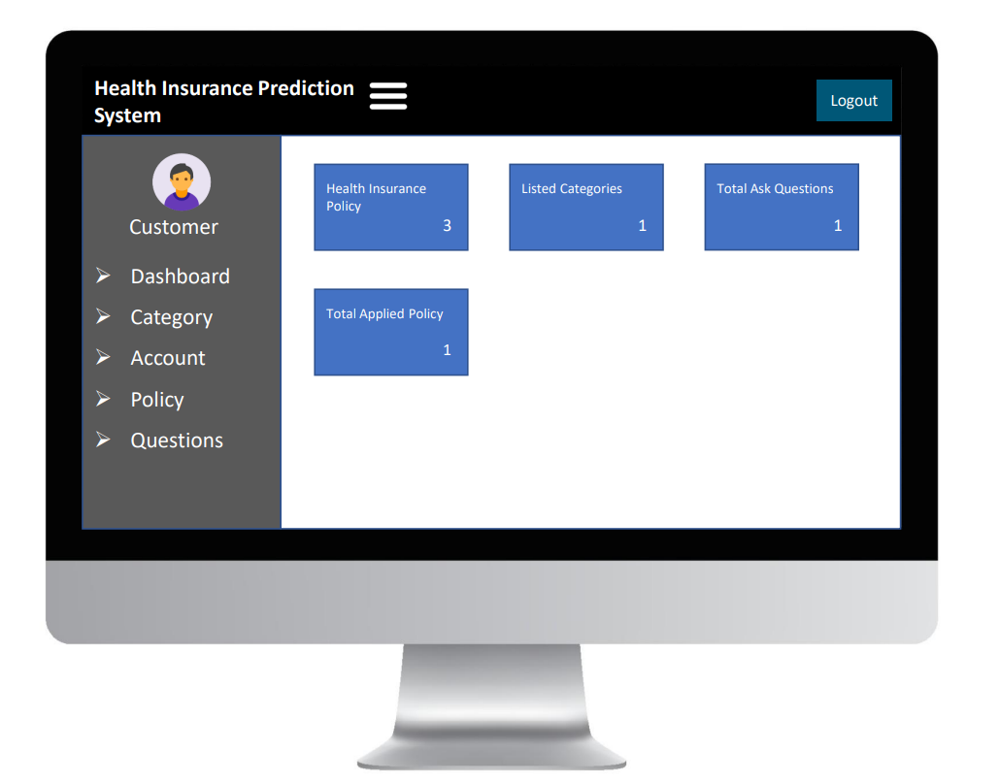 Health Insurance Prediction
System
Logout
Customer
Dashboard
Category
Account
Policy
Questions
Health Insurance
Policy
3
Listed Categories
1
Total Ask Questions
1
Total Applied Policy
1